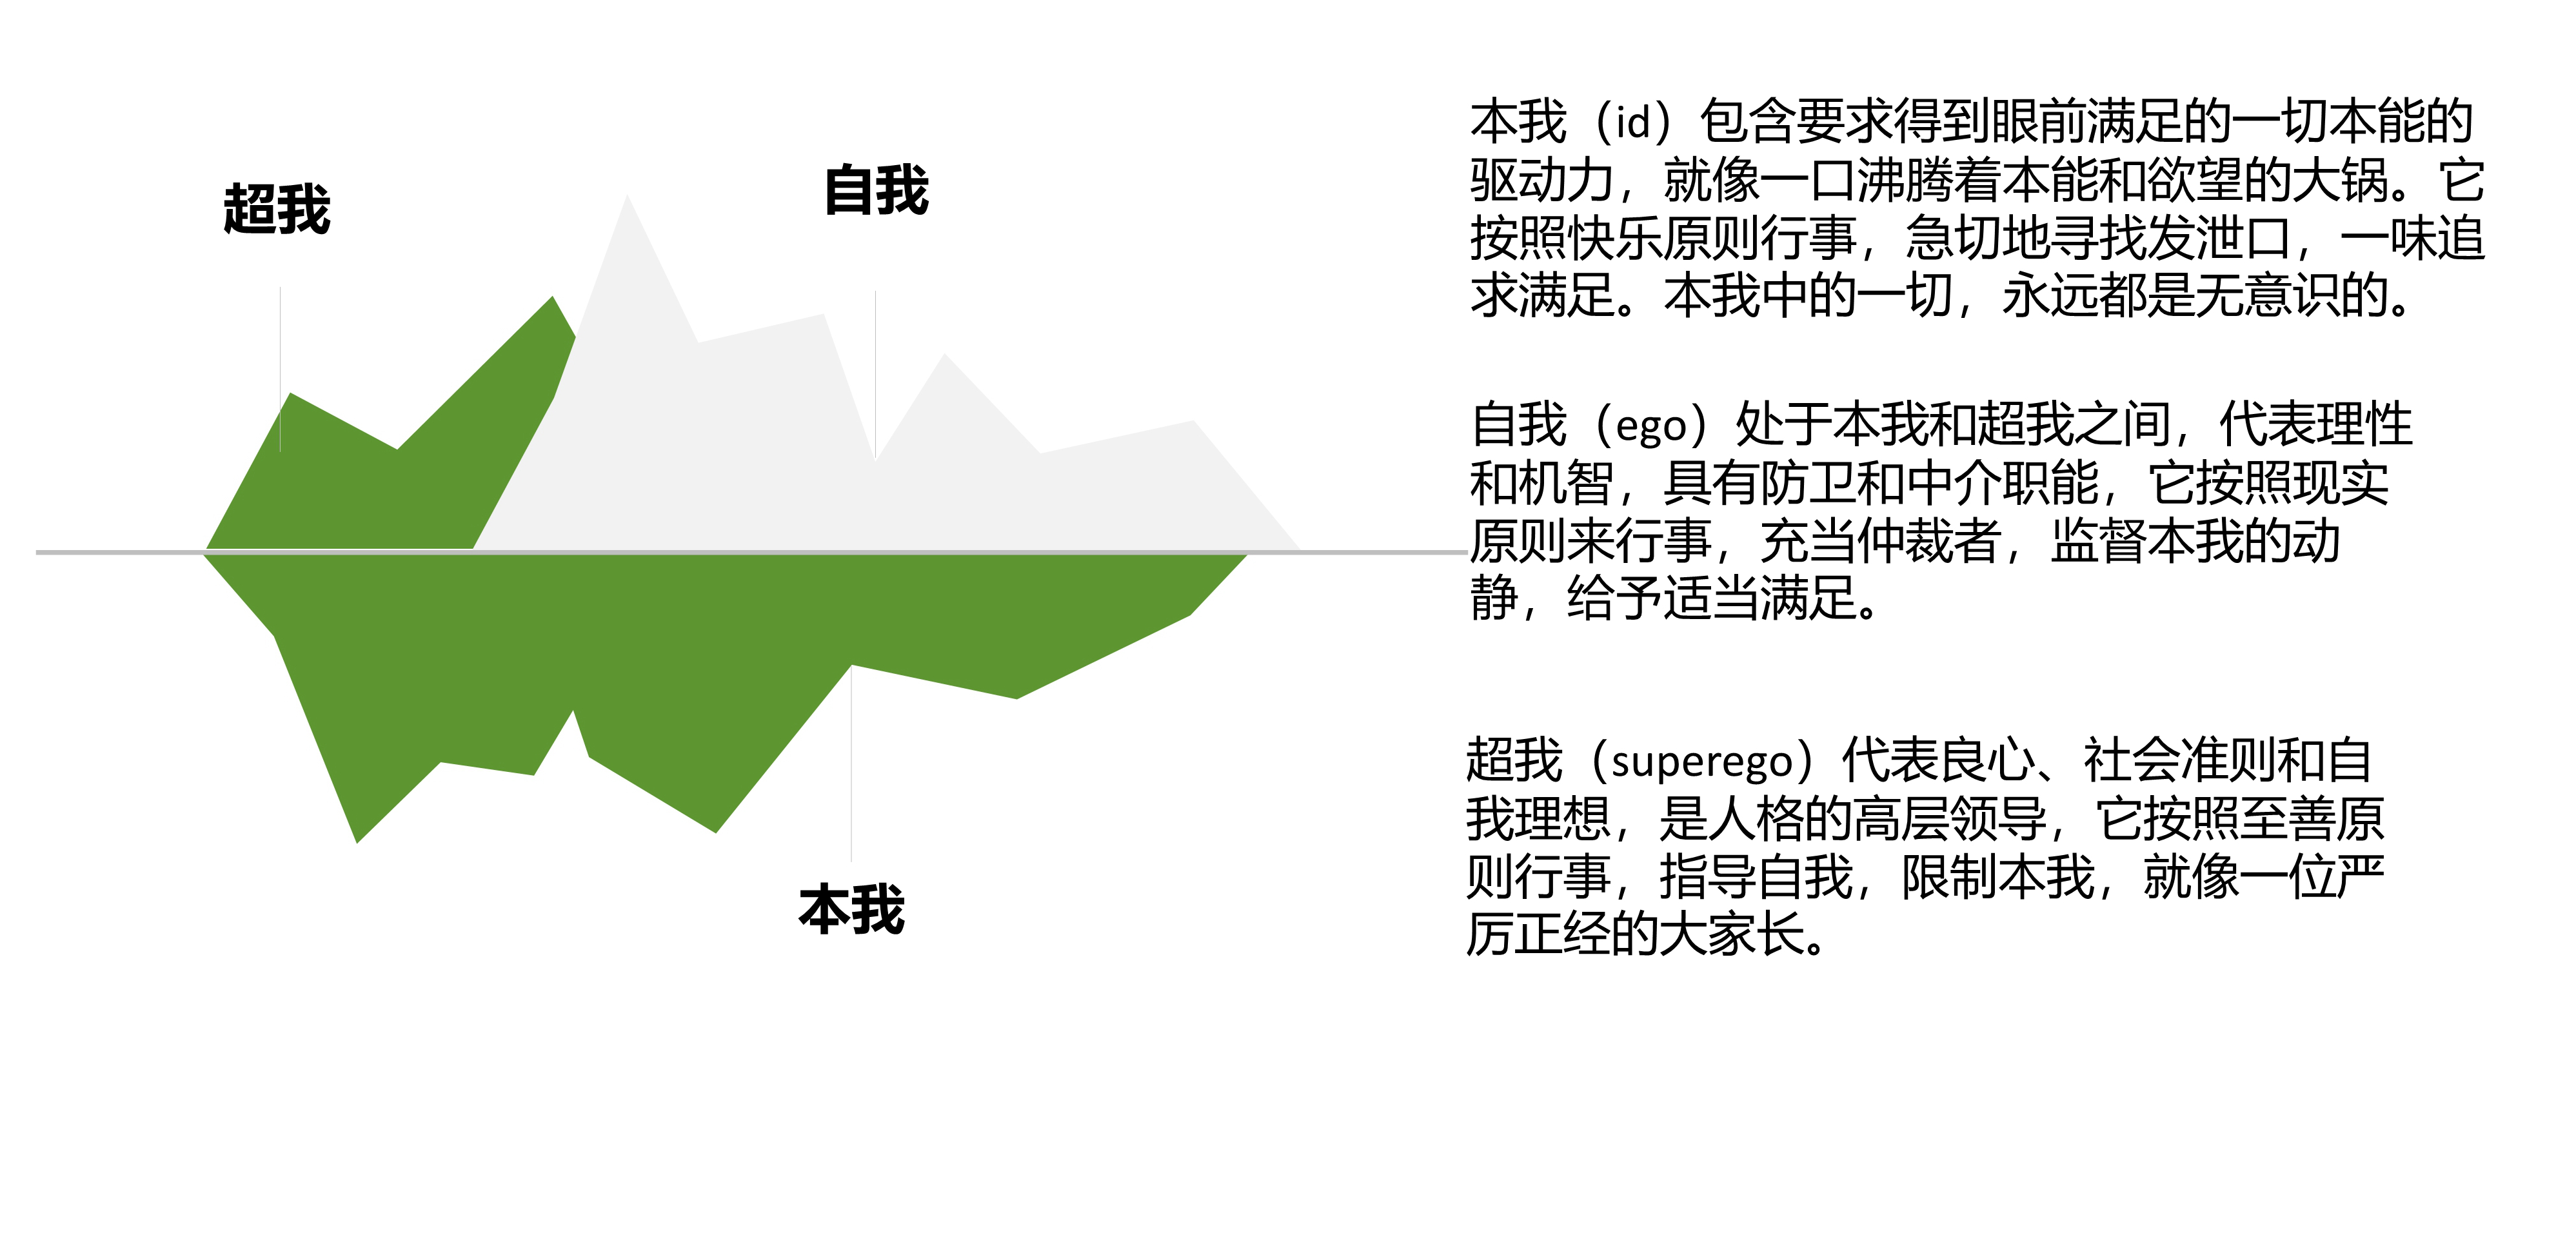 超我
自我
本我
本我（id）包含要求得到眼前满足的一切本能的
驱动力，就像一口沸腾着本能和欲望的大锅。它
按照快乐原则行事，急切地寻找发泄口，一味追
求满足。本我中的一切，永远都是无意识的。
自我（ego）处于本我和超我之间，代表理性
和机智，具有防卫和中介职能，它按照现实
原则来行事，充当仲裁者，监督本我的动
静，给予适当满足。
超我（superego）代表良心、社会准则和自
我理想，是人格的高层领导，它按照至善原
则行事，指导自我，限制本我，就像一位严
厉正经的大家长。